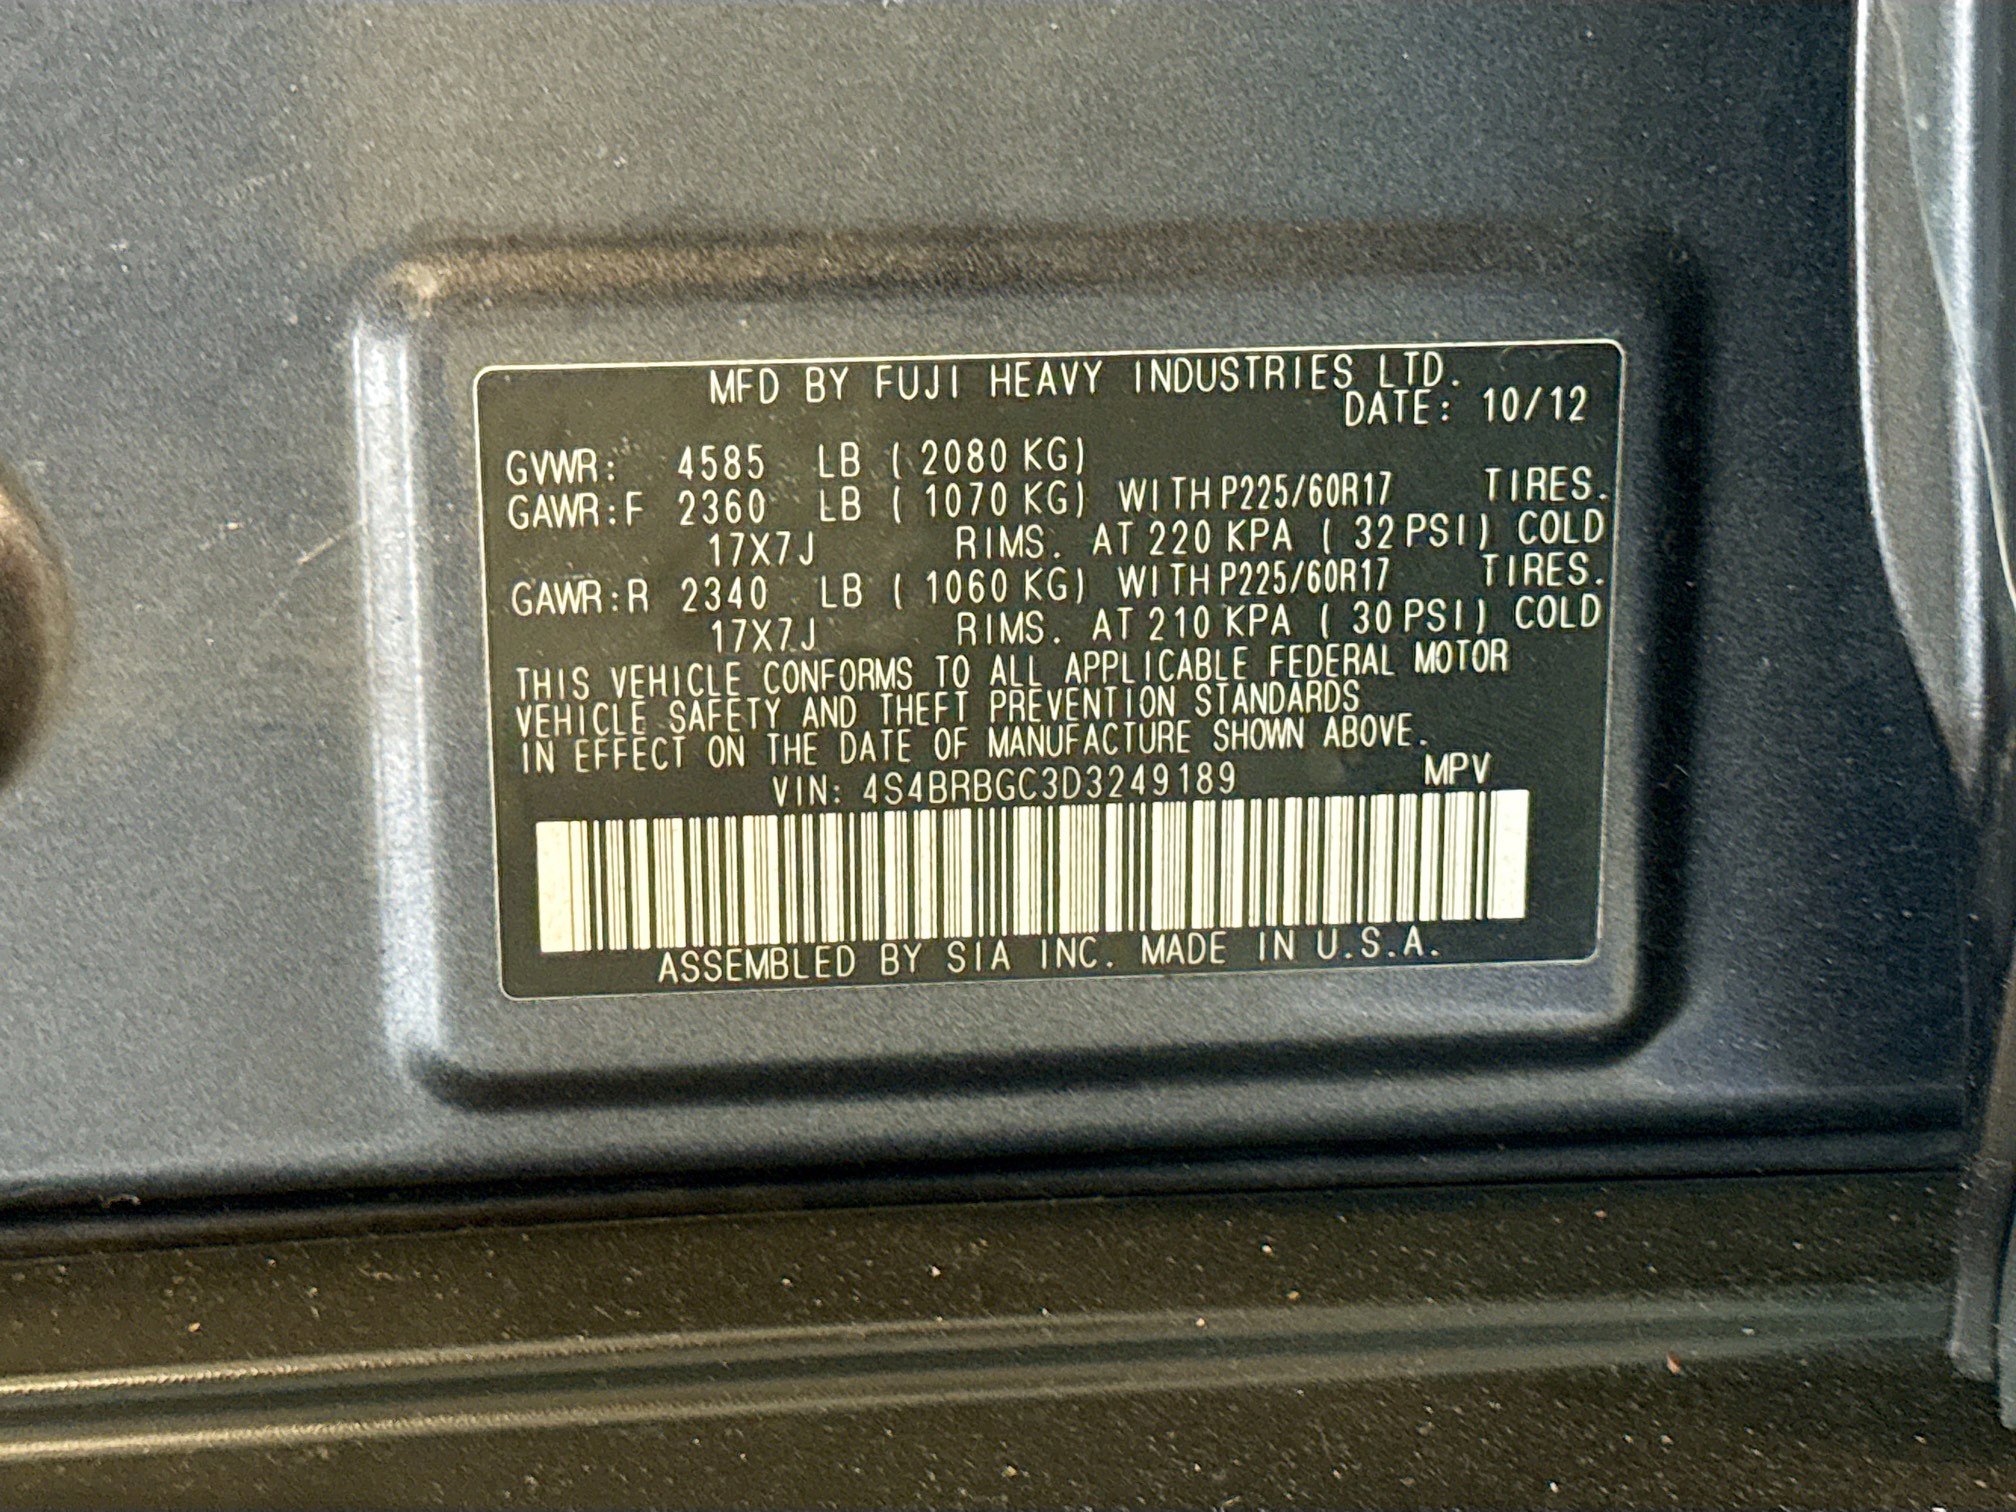 MFD BY FUJI HEAVY INDUSTRIES LTD.
DATE: 10/12
GVWR: 4585 LB ( 2080 KG)
GAWR:F 2360 LB ( 1070 KG) WITH P225/60R17 TIRES.
17X7J RIMS. AT 220 KPA ( 32 PSI) COLD
GAWR:R 2340 LB ( 1060 KG) WITH P225/60R17 TIRES.
17X7J RIMS. AT 210 KPA ( 30 PSI) COLD
THIS VEHICLE CONFORMS TO ALL APPLICABLE FEDERAL MOTOR
VEHICLE SAFETY AND THEFT PREVENTION STANDARDS
IN EFFECT ON THE DATE OF MANUFACTURE SHOWN ABOVE.
VIN: 4S4BRBGC3D3249189 MPV
ASSEMBLED BY SIA INC. MADE IN U.S.A.